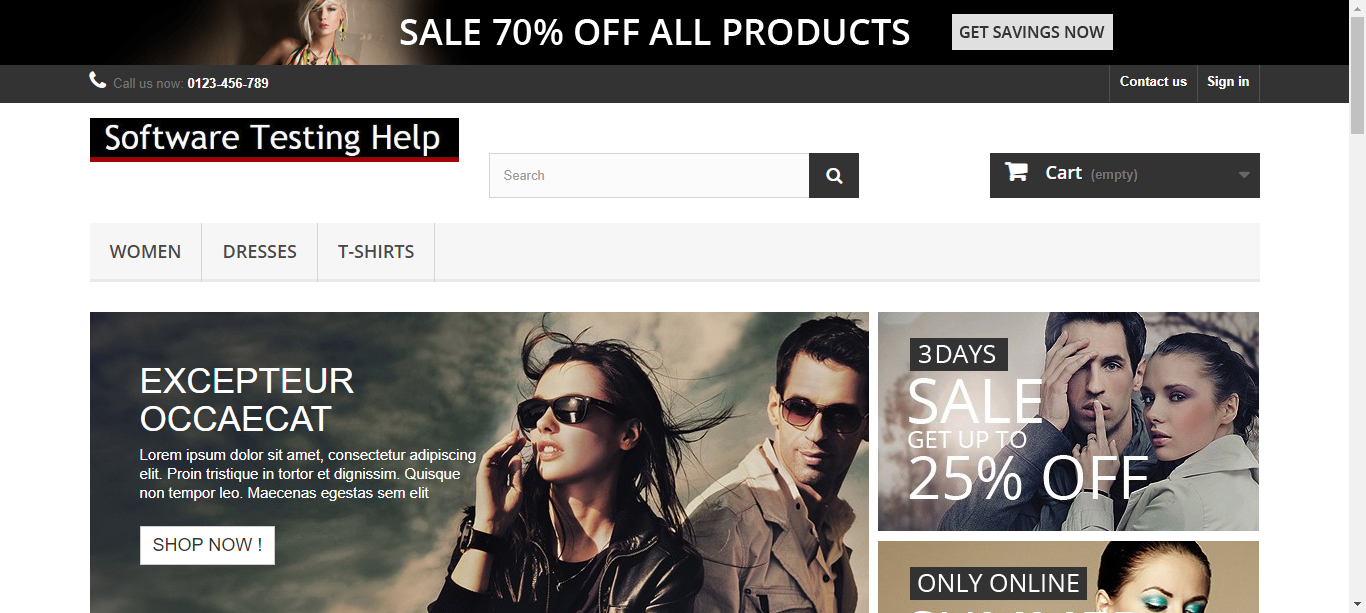 SALE 70% OFF ALL PRODUCTS
GET SAVINGS NOW
Call us now: 0123-456-789
Contact us
Sign in
Software Testing Help
Search
Cart (empty)
WOMEN
DRESSES
T-SHIRTS
EXCEPTEUR
OCCAECAT
Lorem ipsum dolor sit amet, consectetur adipiscing
elit. Proin tristique in tortor et dignissim. Quisque
non tempor leo. Maecenas egestas sem elit
SHOP NOW !
3 DAYS
SALE
GET UP TO
25% OFF
ONLY ONLINE